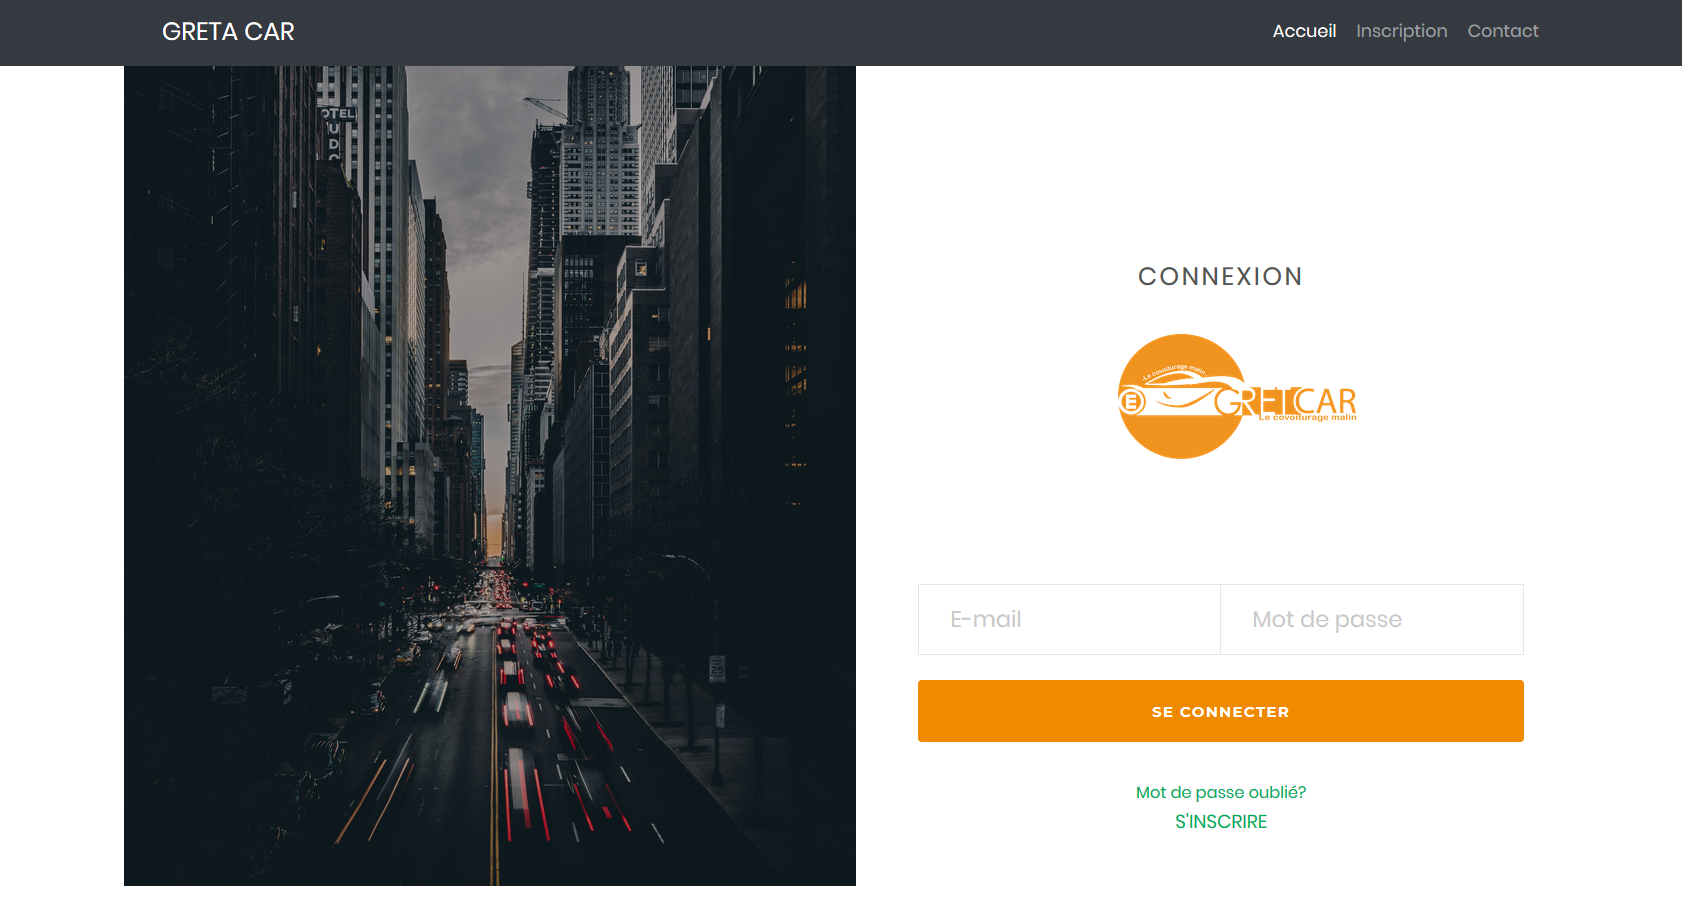 GRETA CAR
Accueil Inscription Contact
OTEL
U
D
CONNEXION
-Le covoiturage malin-
E
GRETCAR
Le covoiturage malin
E-mail
Mot de passe
SE CONNECTER
Mot de passe oublié?
S'INSCRIRE